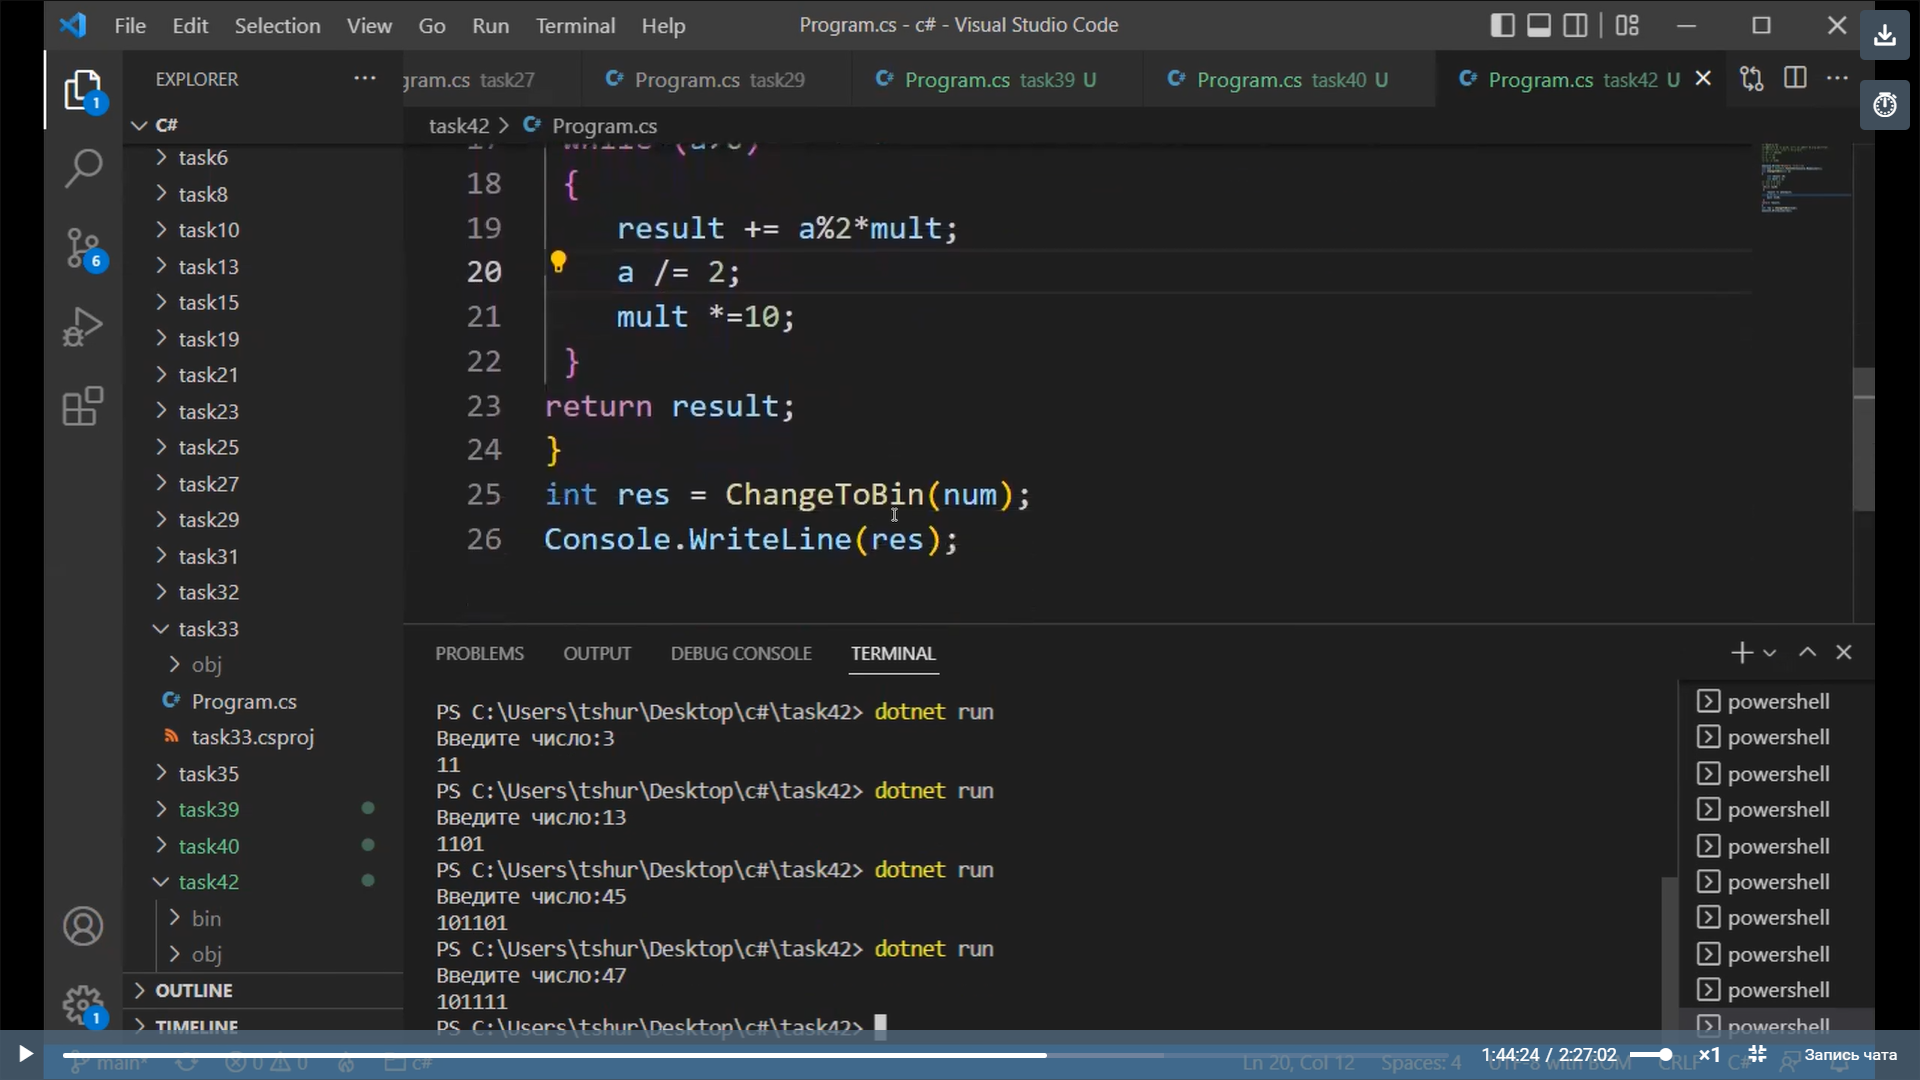 File Edit Selection View Go Run Terminal Help
Program.cs - c# - Visual Studio Code
EXPLORER
gram.cs task27
C# Program.cs task29
C# Program.cs task39 U
C# Program.cs task40 U
C# Program.cs task42 U
1
6
1
C#
task6
task8
task10
task13
task15
task19
task21
task23
task25
task27
task29
task31
task32
task33
obj
C# Program.cs
task33.csproj
task35
task39
task40
task42
bin
obj
OUTLINE
TIMELINE
task42 > C# Program.cs
17 while (a>0)
18 {
19 result += a%2*mult;
20 a /= 2;
21 mult *=10;
22 }
23 return result;
24 }
25 int res = ChangeToBin(num);
26 Console.WriteLine(res);
PROBLEMS OUTPUT DEBUG CONSOLE TERMINAL
PS C:\Users\tshur\Desktop\c#\task42> dotnet run
Введите число:3
11
PS C:\Users\tshur\Desktop\c#\task42> dotnet run
Введите число:13
1101
PS C:\Users\tshur\Desktop\c#\task42> dotnet run
Введите число:45
101101
PS C:\Users\tshur\Desktop\c#\task42> dotnet run
Введите число:47
101111
PS C:\Users\tshur\Desktop\c#\task42>
powershell
powershell
powershell
powershell
powershell
powershell
powershell
powershell
powershell
powershell
main* 0 0 c# Ln 20, Col 12 Spaces: 4 UTF-8 with BOM CRLF C#
1:44:24 / 2:27:02 ×1 Запись чата